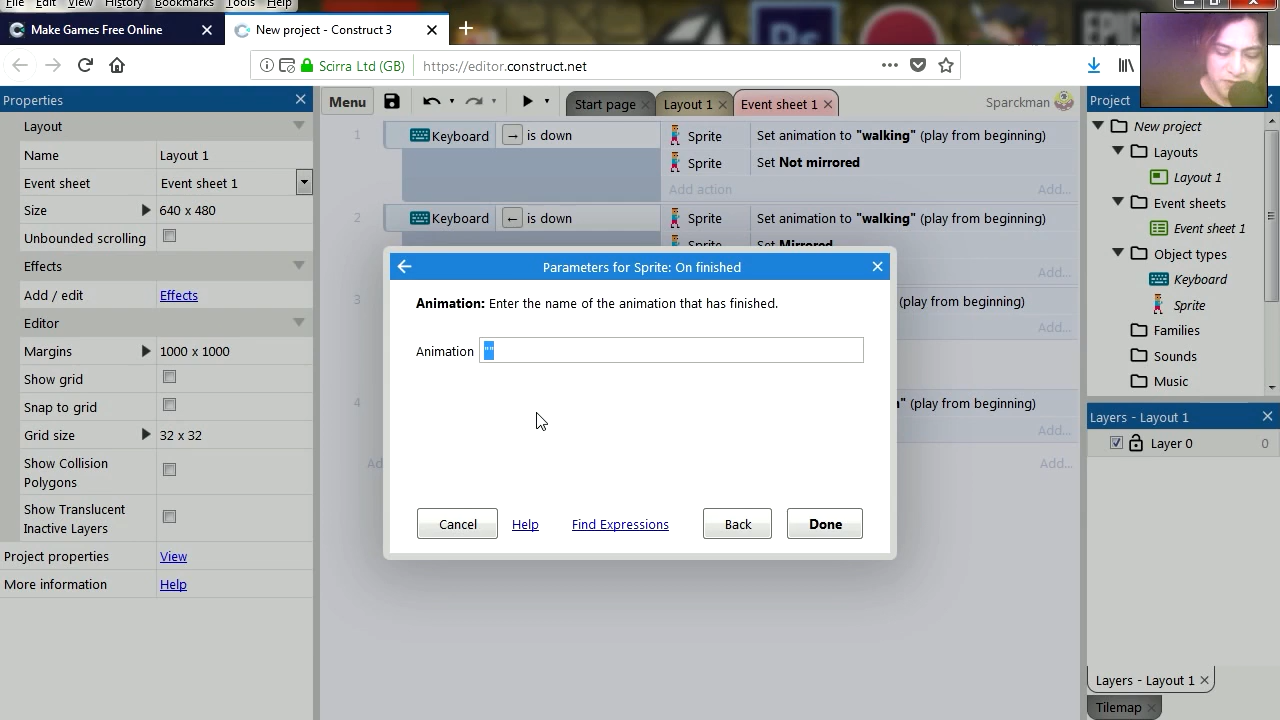 File Edit View History Bookmarks Tools Help
Make Games Free Online
New project - Construct 3
Ps
EPIC
Scirra Ltd (GB) https://editor.construct.net
Properties
Layout
Name Layout 1
Event sheet Event sheet 1
Size 640 x 480
Unbounded scrolling
Effects
Add / edit Effects
Editor
Margins 1000 x 1000
Show grid
Snap to grid
Grid size 32 x 32
Show Collision
Polygons
Show Translucent
Inactive Layers
Project properties View
More information Help
Menu
Start page
Layout 1
Event sheet 1
Sparckman
1 Keyboard → is down Sprite Set animation to "walking" (play from beginning)
Sprite Set Not mirrored
Add action Add...
2 Keyboard ← is down Sprite Set animation to "walking" (play from beginning)
Sprite Set Mirrored
Add...
3 (play from beginning)
Add...
4 " (play from beginning)
Add...
Add...
Parameters for Sprite: On finished
Animation: Enter the name of the animation that has finished.
Animation ""
Cancel Help Find Expressions Back Done
Project
New project
Layouts
Layout 1
Event sheets
Event sheet 1
Object types
Keyboard
Sprite
Families
Sounds
Music
Layers - Layout 1
Layer 0 0
Layers - Layout 1
Tilemap